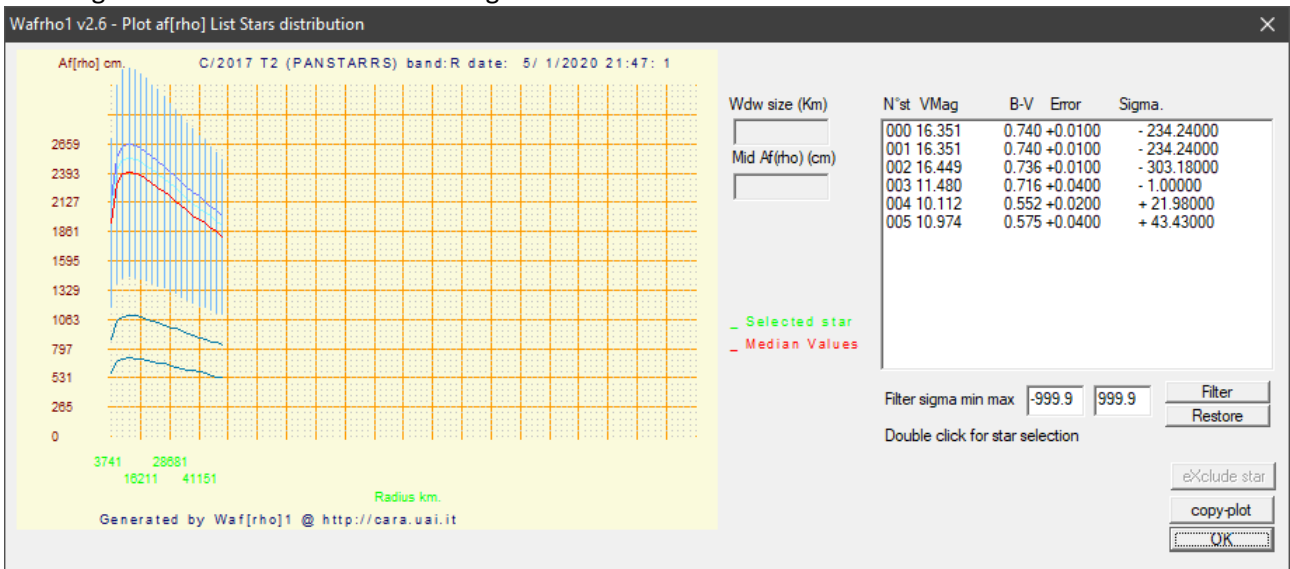 Wafrho1 v2.6 - Plot af[rho] List Stars distribution
Af[rho] cm. C/2017 T2 (PANSTARRS) band:R date: 5/ 1/2020 21:47: 1
2659
2393
2127
1861
1595
1329
1063
797
531
265
0
3741 28681
16211 41151
Radius km.
Generated by Waf[rho]1 @ http://cara.uai.it
Wdw size (Km)
Mid Af(rho) (cm)
_ Selected star
_ Median Values
N°st VMag B-V Error Sigma.
000 16.351 0.740 +0.0100 - 234.24000
001 16.351 0.740 +0.0100 - 234.24000
002 16.449 0.736 +0.0100 - 303.18000
003 11.480 0.716 +0.0400 - 1.00000
004 10.112 0.552 +0.0200 + 21.98000
005 10.974 0.575 +0.0400 + 43.43000
Filter sigma min max -999.9 999.9 Filter
Restore
Double click for star selection
eXclude star
copy-plot
OK